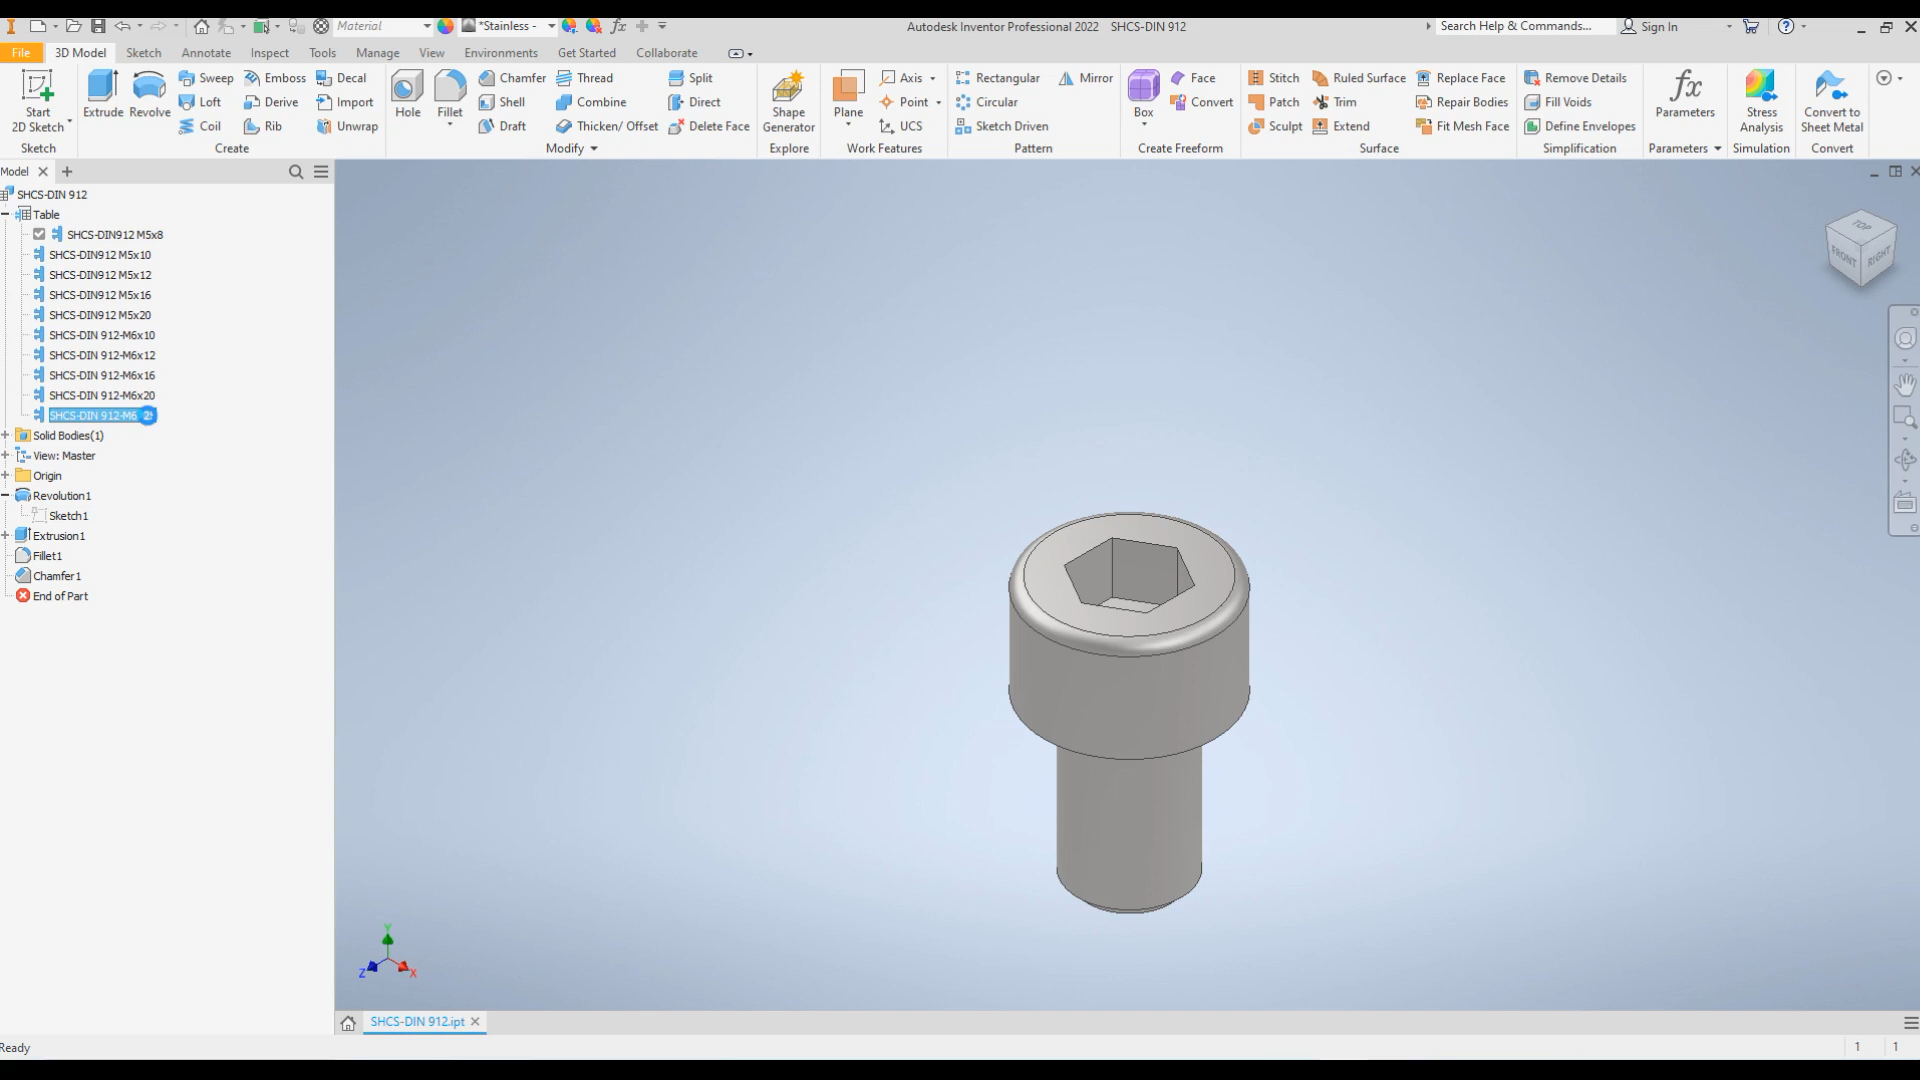 Material
*Stainless -
Autodesk Inventor Professional 2022 SHCS-DIN 912
Search Help & Commands...
Sign In
File 3D Model Sketch Annotate Inspect Tools Manage View Environments Get Started Collaborate
Start
2D Sketch
Sketch
Extrude Revolve
Sweep Emboss Decal
Loft Derive Import
Coil Rib Unwrap
Create
Hole Fillet
Chamfer Thread Split
Shell Combine Direct
Draft Thicken/ Offset Delete Face
Modify
Shape
Generator
Explore
Plane
Axis
Point
UCS
Work Features
Rectangular Mirror
Circular
Sketch Driven
Pattern
Box
Face
Convert
Create Freeform
Stitch Ruled Surface Replace Face
Patch Trim Repair Bodies
Sculpt Extend Fit Mesh Face
Surface
Remove Details
Fill Voids
Define Envelopes
Simplification
fx
Parameters
Parameters
Stress
Analysis
Simulation
Convert to
Sheet Metal
Convert
Model
SHCS-DIN 912
Table
SHCS-DIN912 M5x8
SHCS-DIN912 M5x10
SHCS-DIN912 M5x12
SHCS-DIN912 M5x16
SHCS-DIN912 M5x20
SHCS-DIN 912-M6x10
SHCS-DIN 912-M6x12
SHCS-DIN 912-M6x16
SHCS-DIN 912-M6x20
SHCS-DIN 912-M6
Solid Bodies(1)
View: Master
Origin
Revolution1
Sketch1
Extrusion1
Fillet1
Chamfer1
End of Part
TOP
FRONT RIGHT
Y
Z X
SHCS-DIN 912.ipt
Ready
1 1